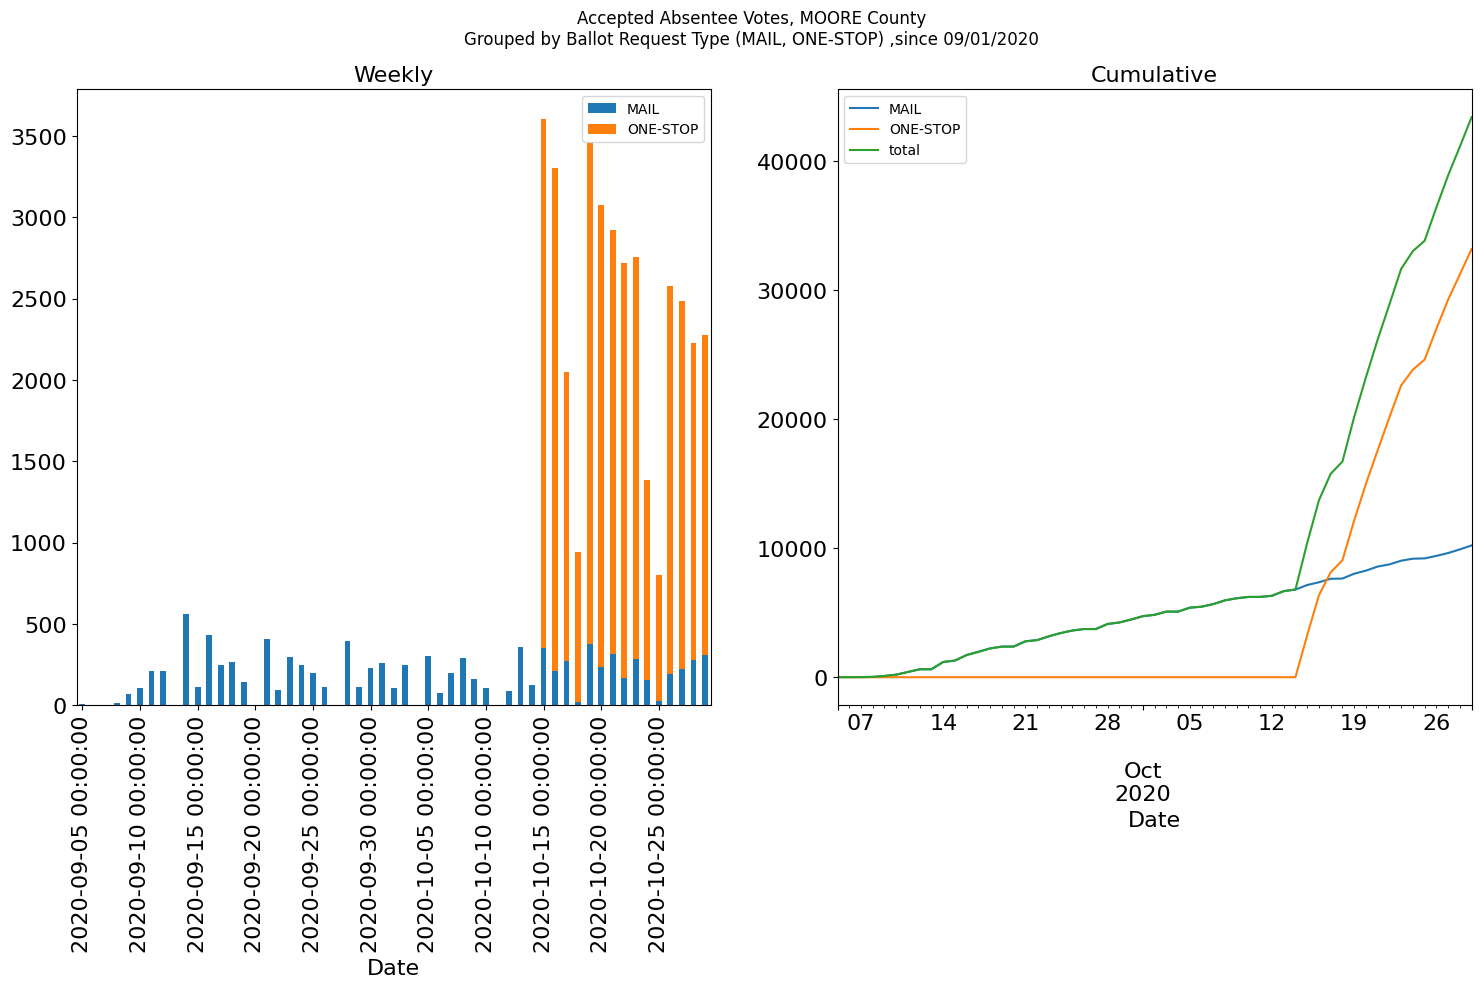 Accepted Absentee Votes, MOORE County
Grouped by Ballot Request Type (MAIL, ONE-STOP) ,since 09/01/2020
Weekly
MAIL
ONE-STOP
3500
3000
2500
2000
1500
1000
500
0
2020-09-05 00:00:00
2020-09-10 00:00:00
2020-09-15 00:00:00
2020-09-20 00:00:00
2020-09-25 00:00:00
2020-09-30 00:00:00
2020-10-05 00:00:00
2020-10-10 00:00:00
2020-10-15 00:00:00
2020-10-20 00:00:00
2020-10-25 00:00:00
Date
Cumulative
MAIL
ONE-STOP
total
40000
30000
20000
10000
0
07 14 21 28 05 12 19 26
Oct
2020
Date